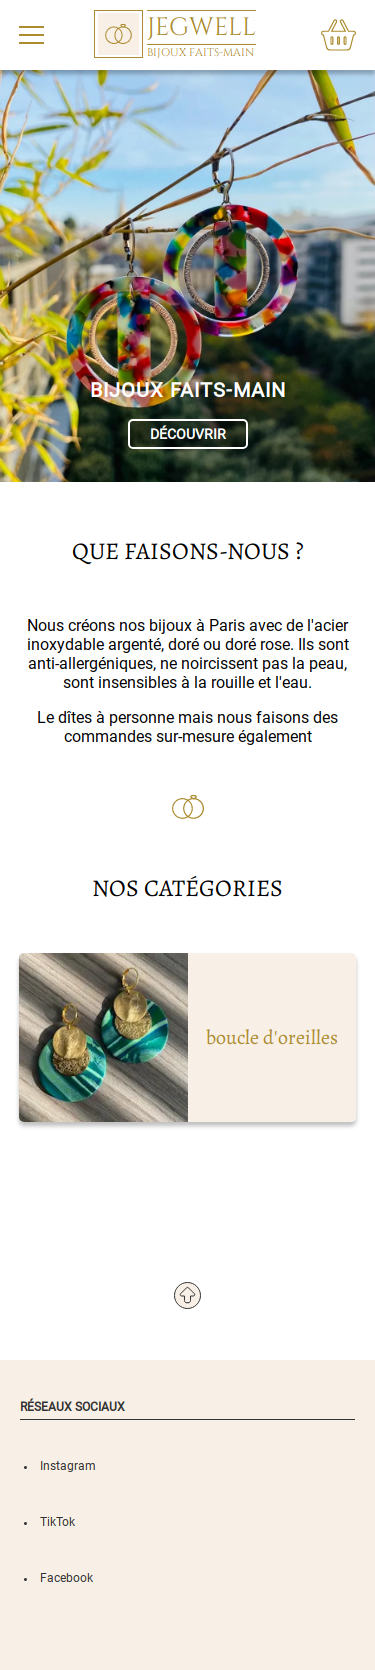 JEGWELL
BIJOUX FAITS-MAIN
BIJOUX FAITS-MAIN
DÉCOUVRIR
QUE FAISONS-NOUS ?
Nous créons nos bijoux à Paris avec de l'acier
inoxydable argenté, doré ou doré rose. Ils sont
anti-allergéniques, ne noircissent pas la peau,
sont insensibles à la rouille et l'eau.
Le dîtes à personne mais nous faisons des
commandes sur-mesure également
NOS CATÉGORIES
boucle d'oreilles
RÉSEAUX SOCIAUX
Instagram
TikTok
Facebook